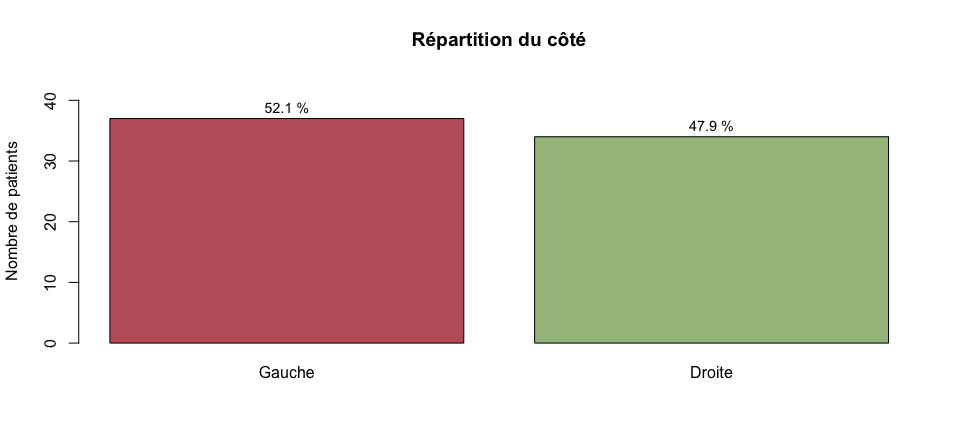 Répartition du côté
Nombre de patients
40
30
20
10
0
52.1 %
47.9 %
Gauche
Droite